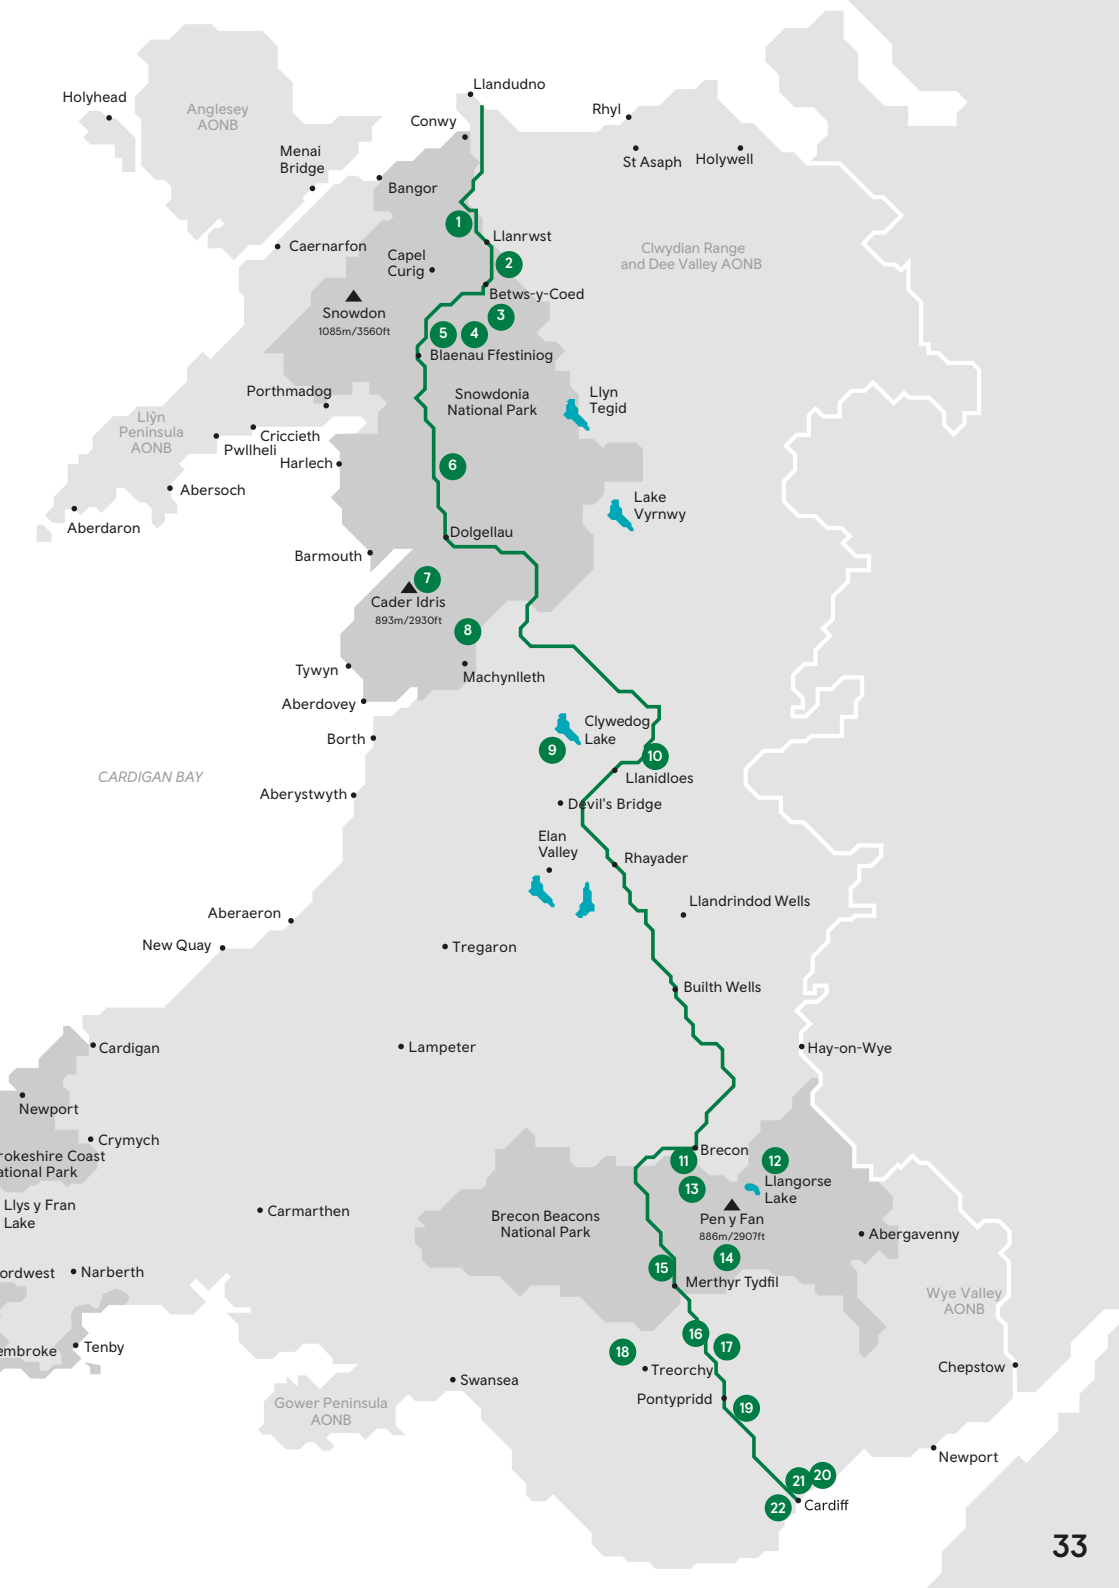 Llandudno
Holyhead
Anglesey
AONB
Rhyl
Conwy
Menai
Bridge
St Asaph
Holywell
Bangor
1
Llanrwst
Caernarfon
Capel
Curig
2
Clwydian Range
and Dee Valley AONB
Betws-y-Coed
Snowdon
1085m/3560ft
3
5
4
Blaenau Ffestiniog
Porthmadog
Snowdonia
National Park
Llyn
Tegid
Llŷn
Peninsula
AONB
Criccieth
Pwllheli
Harlech
6
Abersoch
Lake
Vyrnwy
Aberdaron
Dolgellau
Barmouth
7
Cader Idris
893m/2930ft
8
Tywyn
Machynlleth
Aberdovey
Borth
Clywedog
Lake
9
10
CARDIGAN BAY
Llanidloes
Aberystwyth
Devil's Bridge
Elan
Valley
Rhayader
Llandrindod Wells
Aberaeron
New Quay
Tregaron
Builth Wells
Cardigan
Lampeter
Hay-on-Wye
Newport
Crymych
rokeshire Coast
ational Park
Brecon
11
12
Llangorse
Lake
13
Llys y Fran
Lake
Carmarthen
Brecon Beacons
National Park
Pen y Fan
886m/2907ft
Abergavenny
14
15
ordwest
Narberth
Merthyr Tydfil
Wye Valley
AONB
16
17
18
embroke
Tenby
Treorchy
Chepstow
Swansea
Pontypridd
Gower Peninsula
AONB
19
Newport
20
21
22
Cardiff
33